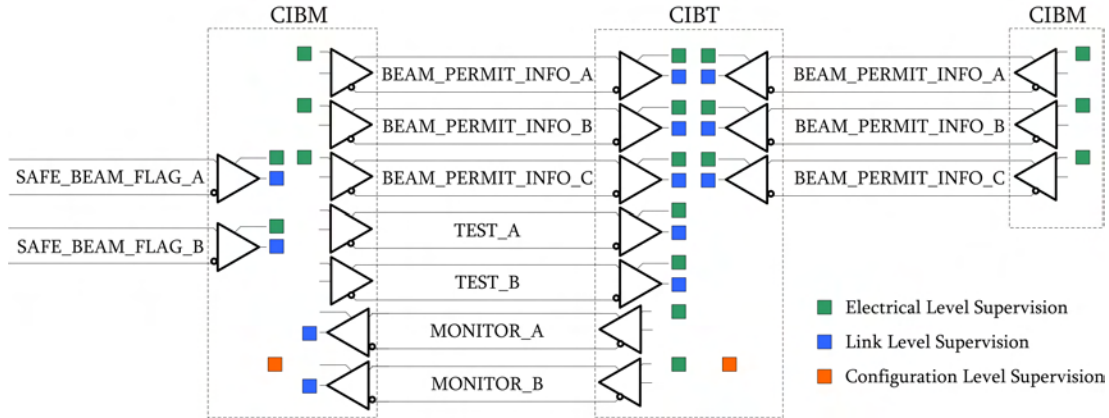 CIBM CIBT CIBM
BEAM_PERMIT_INFO_A BEAM_PERMIT_INFO_A
BEAM_PERMIT_INFO_B BEAM_PERMIT_INFO_B
SAFE_BEAM_FLAG_A BEAM_PERMIT_INFO_C BEAM_PERMIT_INFO_C
TEST_A
SAFE_BEAM_FLAG_B
TEST_B
Electrical Level Supervision
MONITOR_A
Link Level Supervision
MONITOR_B
Configuration Level Supervision